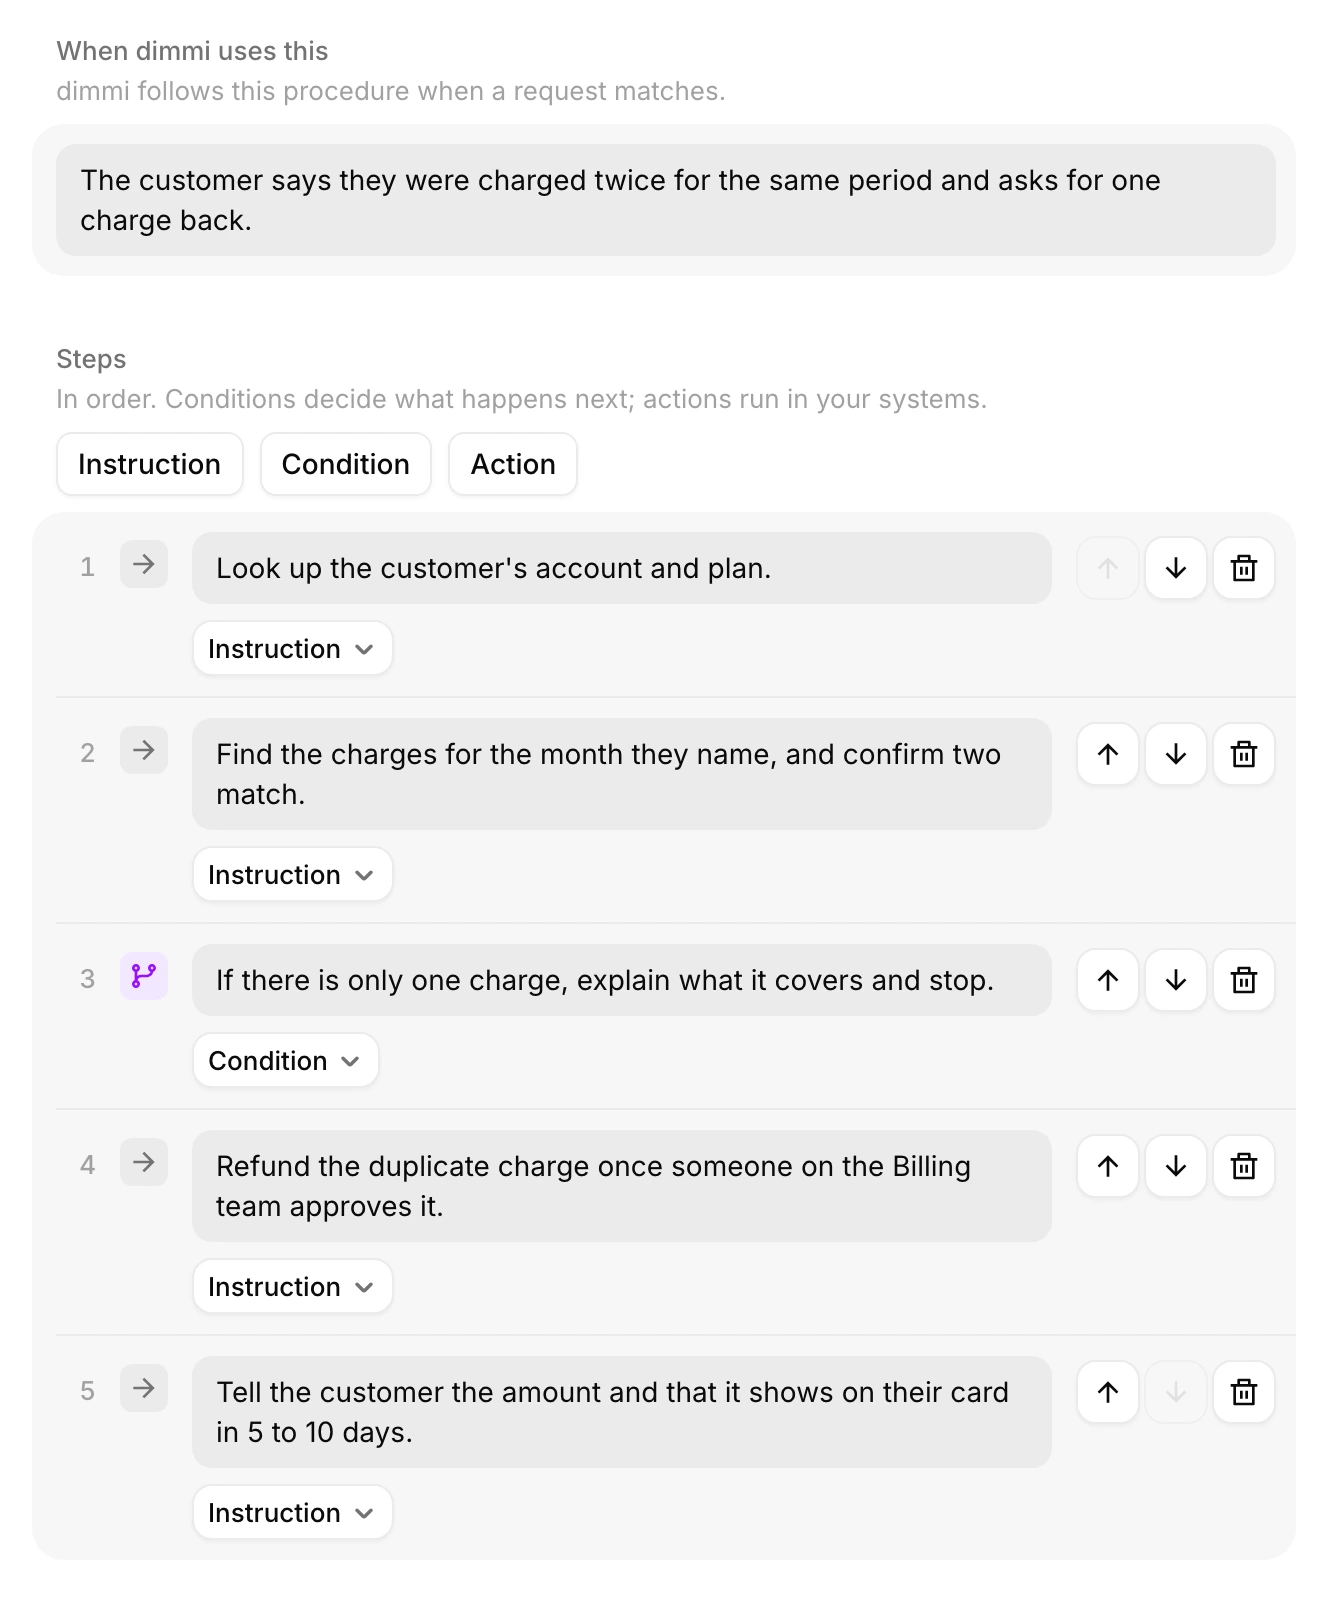 When dimmi uses this
dimmi follows this procedure when a request matches.
The customer says they were charged twice for the same period and asks for one
charge back.
Steps
In order. Conditions decide what happens next; actions run in your systems.
Instruction Condition Action
1 Look up the customer's account and plan.
Instruction
2 Find the charges for the month they name, and confirm two
match.
Instruction
3 If there is only one charge, explain what it covers and stop.
Condition
4 Refund the duplicate charge once someone on the Billing
team approves it.
Instruction
5 Tell the customer the amount and that it shows on their card
in 5 to 10 days.
Instruction